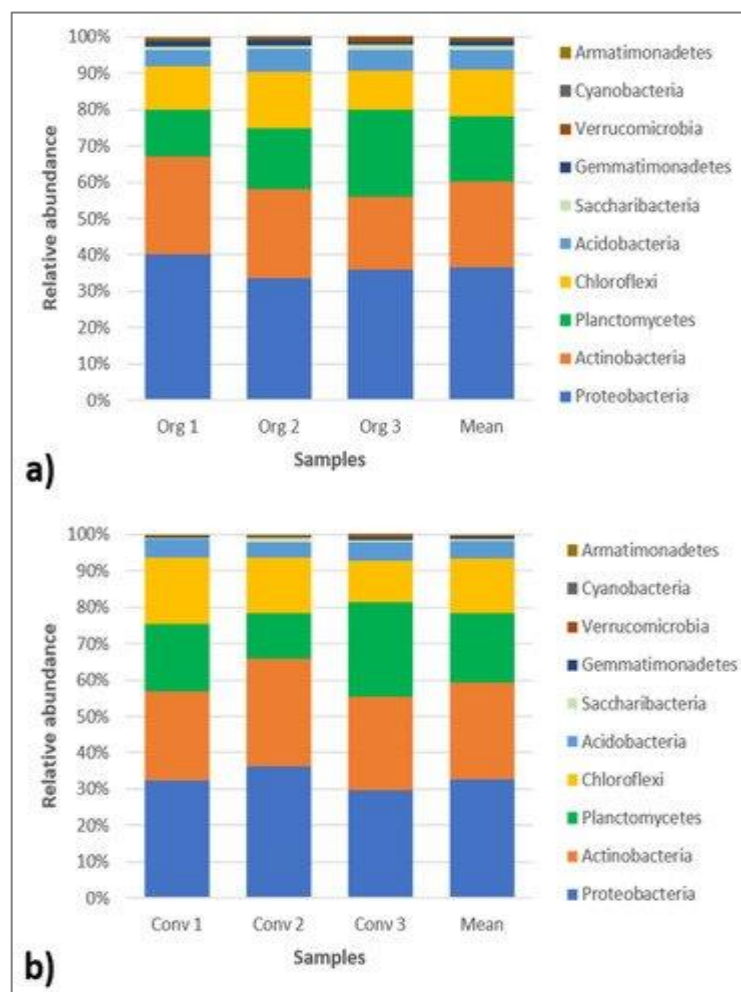 100%
90%
80%
70%
60%
50%
40%
30%
20%
10%
0%
Relative abundance
Org 1 Org 2 Org 3 Mean
Samples
Armatimonadetes
Cyanobacteria
Verrucomicrobia
Gemmatimonadetes
Saccharibacteria
Acidobacteria
Chloroflexi
Planctomycetes
Actinobacteria
Proteobacteria
a)
100%
90%
80%
70%
60%
50%
40%
30%
20%
10%
0%
Relative abundance
Conv 1 Conv 2 Conv 3 Mean
Samples
Armatimonadetes
Cyanobacteria
Verrucomicrobia
Gemmatimonadetes
Saccharibacteria
Acidobacteria
Chloroflexi
Planctomycetes
Actinobacteria
Proteobacteria
b)